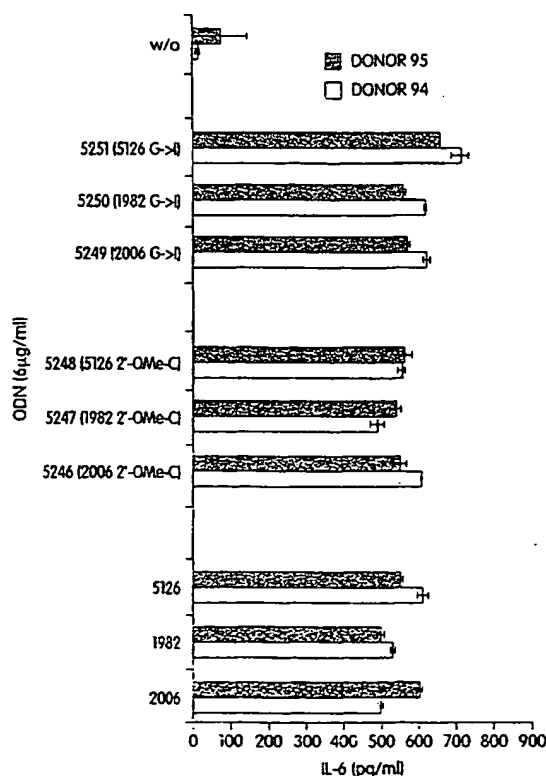 w/o
DONOR 95
DONOR 94
5251 (5126 G->I)
5250 (1982 G->I)
5249 (2006 G->I)
5248 (5126 2'-OMe-C)
5247 (1982 2'-OMe-C)
5246 (2006 2'-OMe-C)
5126
1982
2006
ODN (6µg/ml)
0 100 200 300 400 500 600 700 800 900
IL-6 (pg/ml)